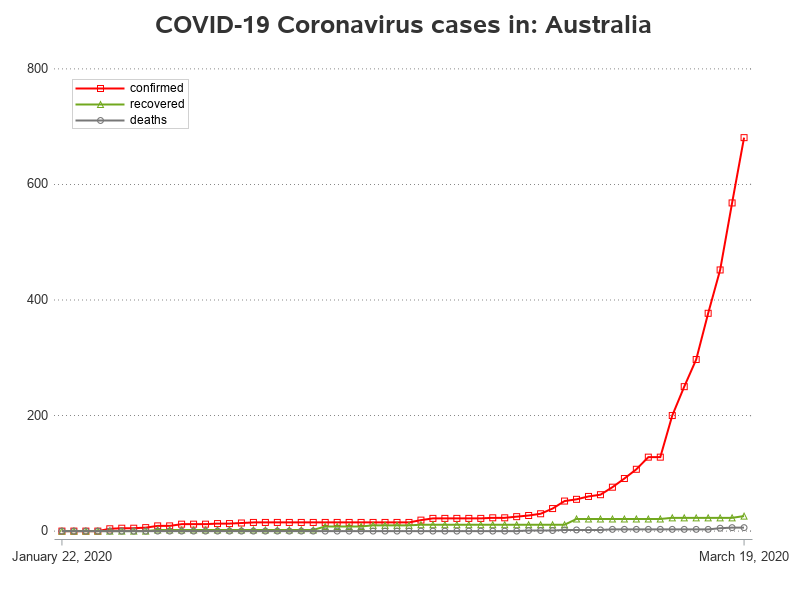 COVID-19 Coronavirus cases in: Australia
800
confirmed
recovered
deaths
600
400
200
0
January 22, 2020
March 19, 2020